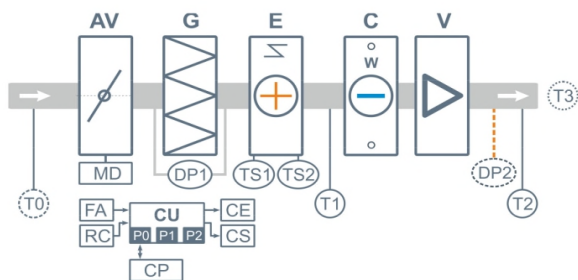 AV G E C V
W
T3
MD DP1 TS1 TS2 DP2
T0 T1 T2
FA CU CE
RC P0 P1 P2 CS
CP